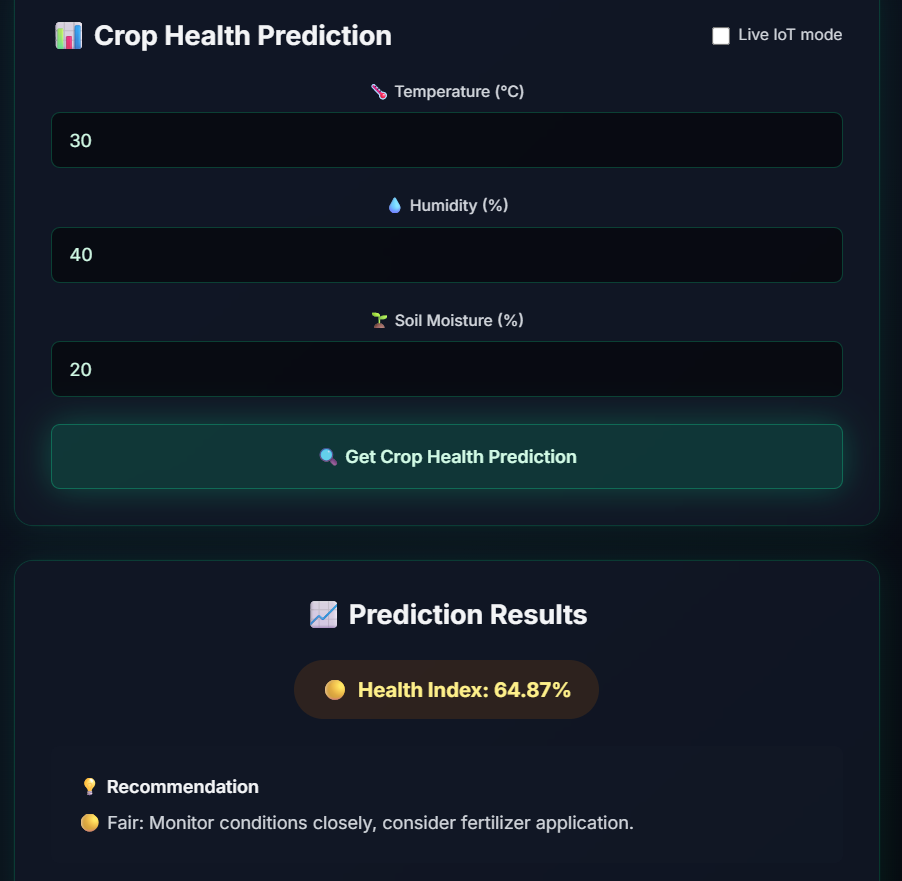 📊 Crop Health Prediction
Live IoT mode
🌡️ Temperature (°C)
30
💧 Humidity (%)
40
🌱 Soil Moisture (%)
20
🔍 Get Crop Health Prediction
📈 Prediction Results
🟡 Health Index: 64.87%
💡 Recommendation
🟡 Fair: Monitor conditions closely, consider fertilizer application.